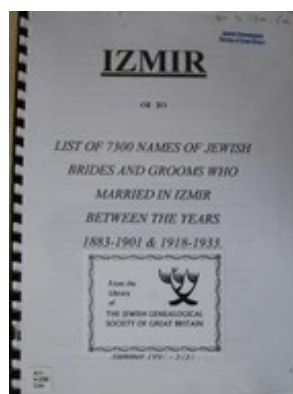 IZMIR
LIST OF 7300 NAMES OF JEWISH
BRIDES AND GROOMS WHO
MARRIED IN IZMIR
BETWEEN THE YEARS
1883-1901 & 1918-1933.
From the
Library
of
THE JEWISH GENEALOGICAL
SOCIETY OF GREAT BRITAIN